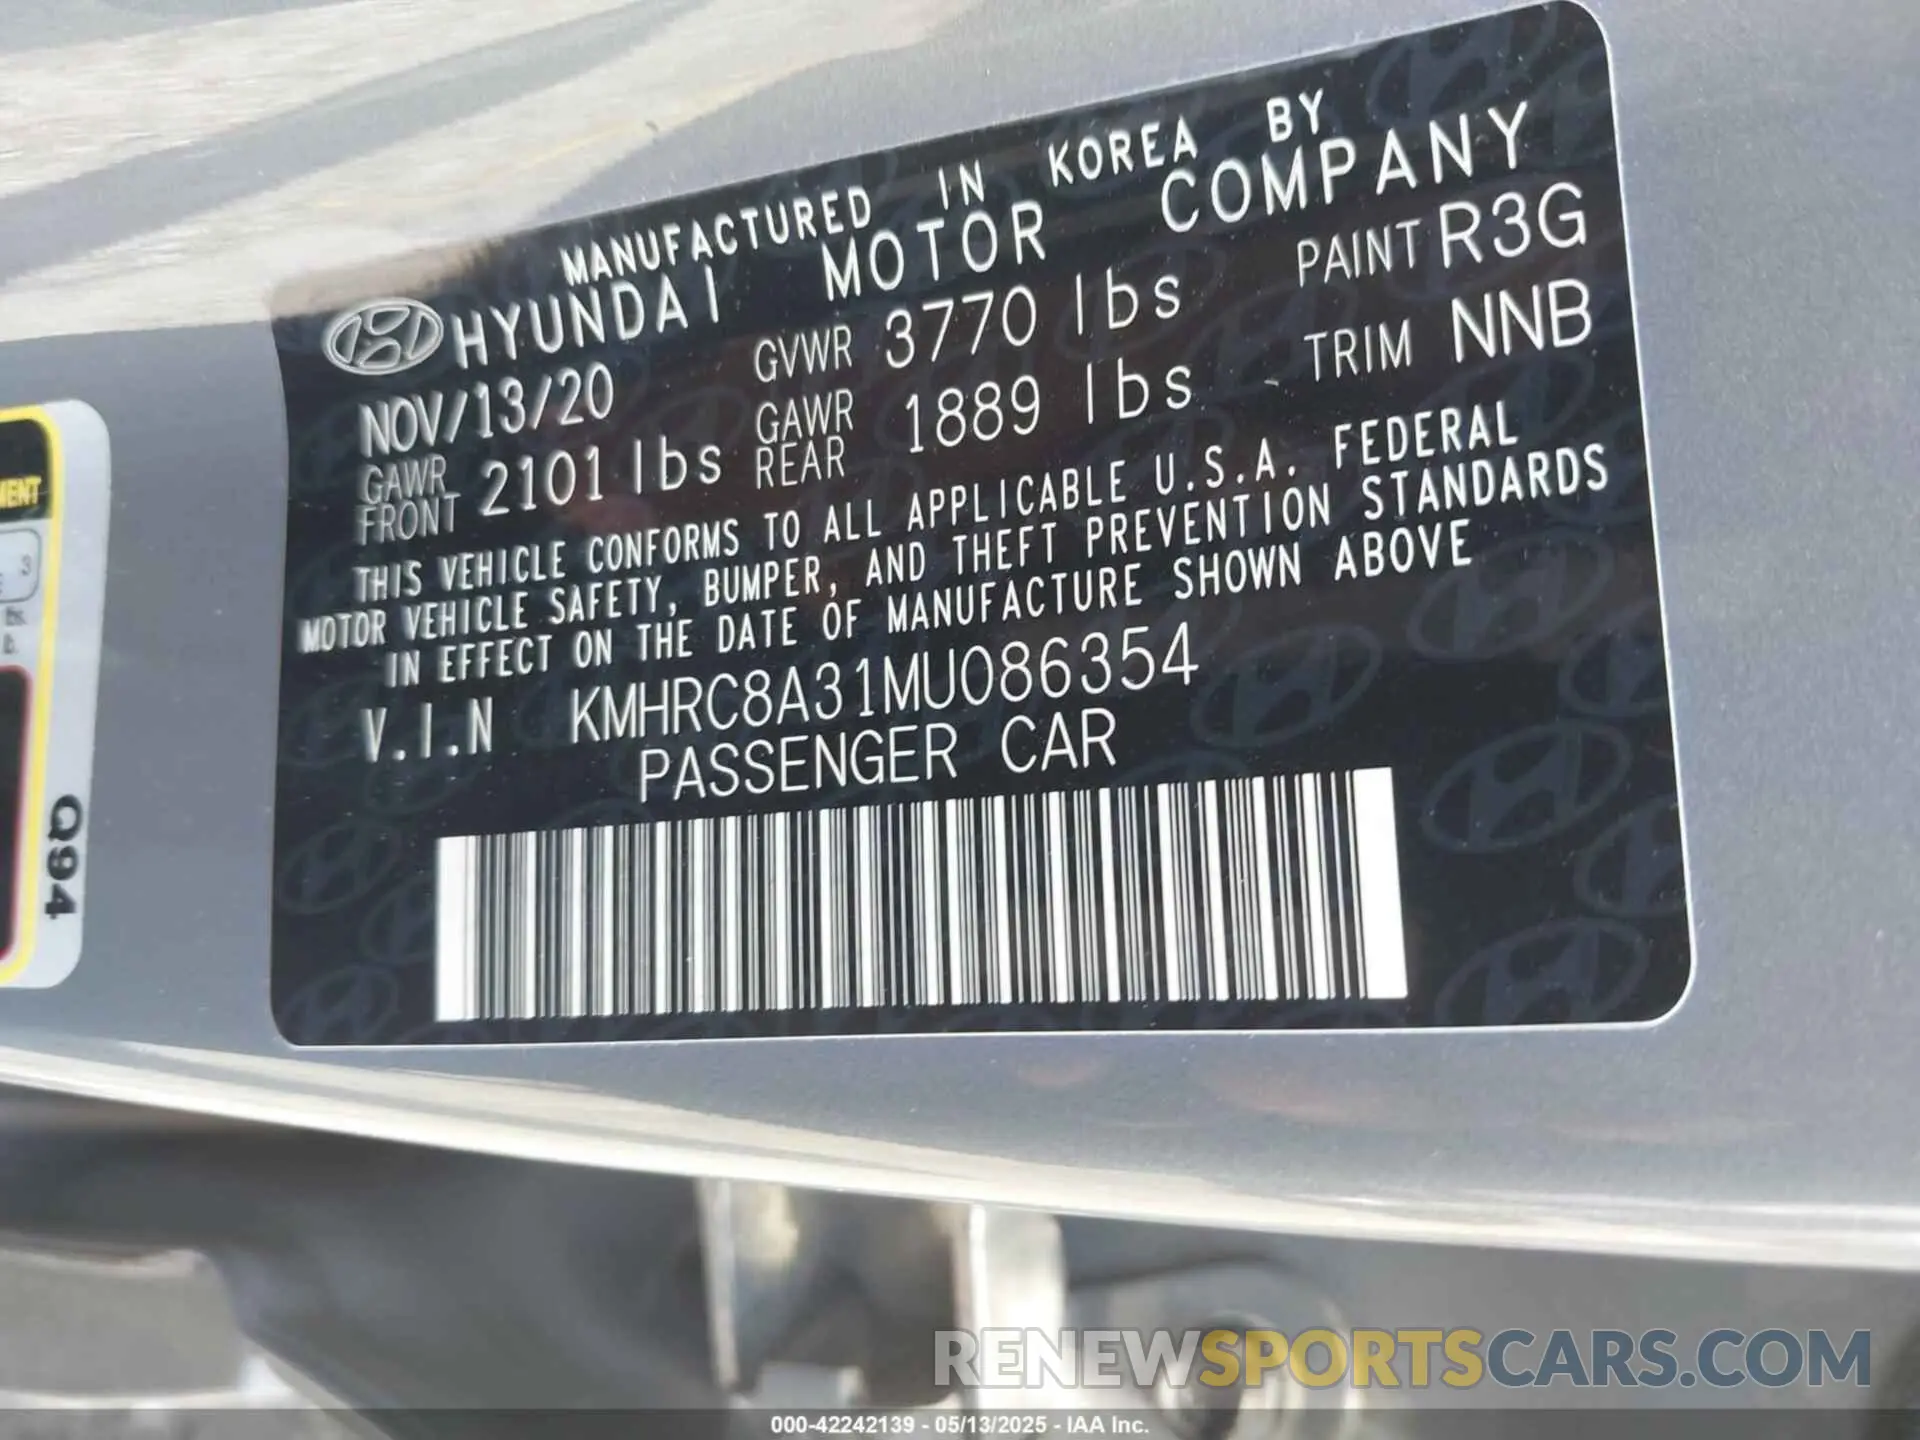 MANUFACTURED IN KOREA BY
HYUNDAI MOTOR COMPANY
NOV/13/20 GVWR 3770 lbs PAINT R3G
GAWR FRONT 2101 lbs GAWR REAR 1889 lbs TRIM NNB
THIS VEHICLE CONFORMS TO ALL APPLICABLE U.S.A. FEDERAL
MOTOR VEHICLE SAFETY, BUMPER, AND THEFT PREVENTION STANDARDS
IN EFFECT ON THE DATE OF MANUFACTURE SHOWN ABOVE
V.I.N KMHRC8A31MU086354
PASSENGER CAR
3
lb.
Q94
RENEWSPORTSCARS.COM
000-42242139 - 05/13/2025 - IAA Inc.